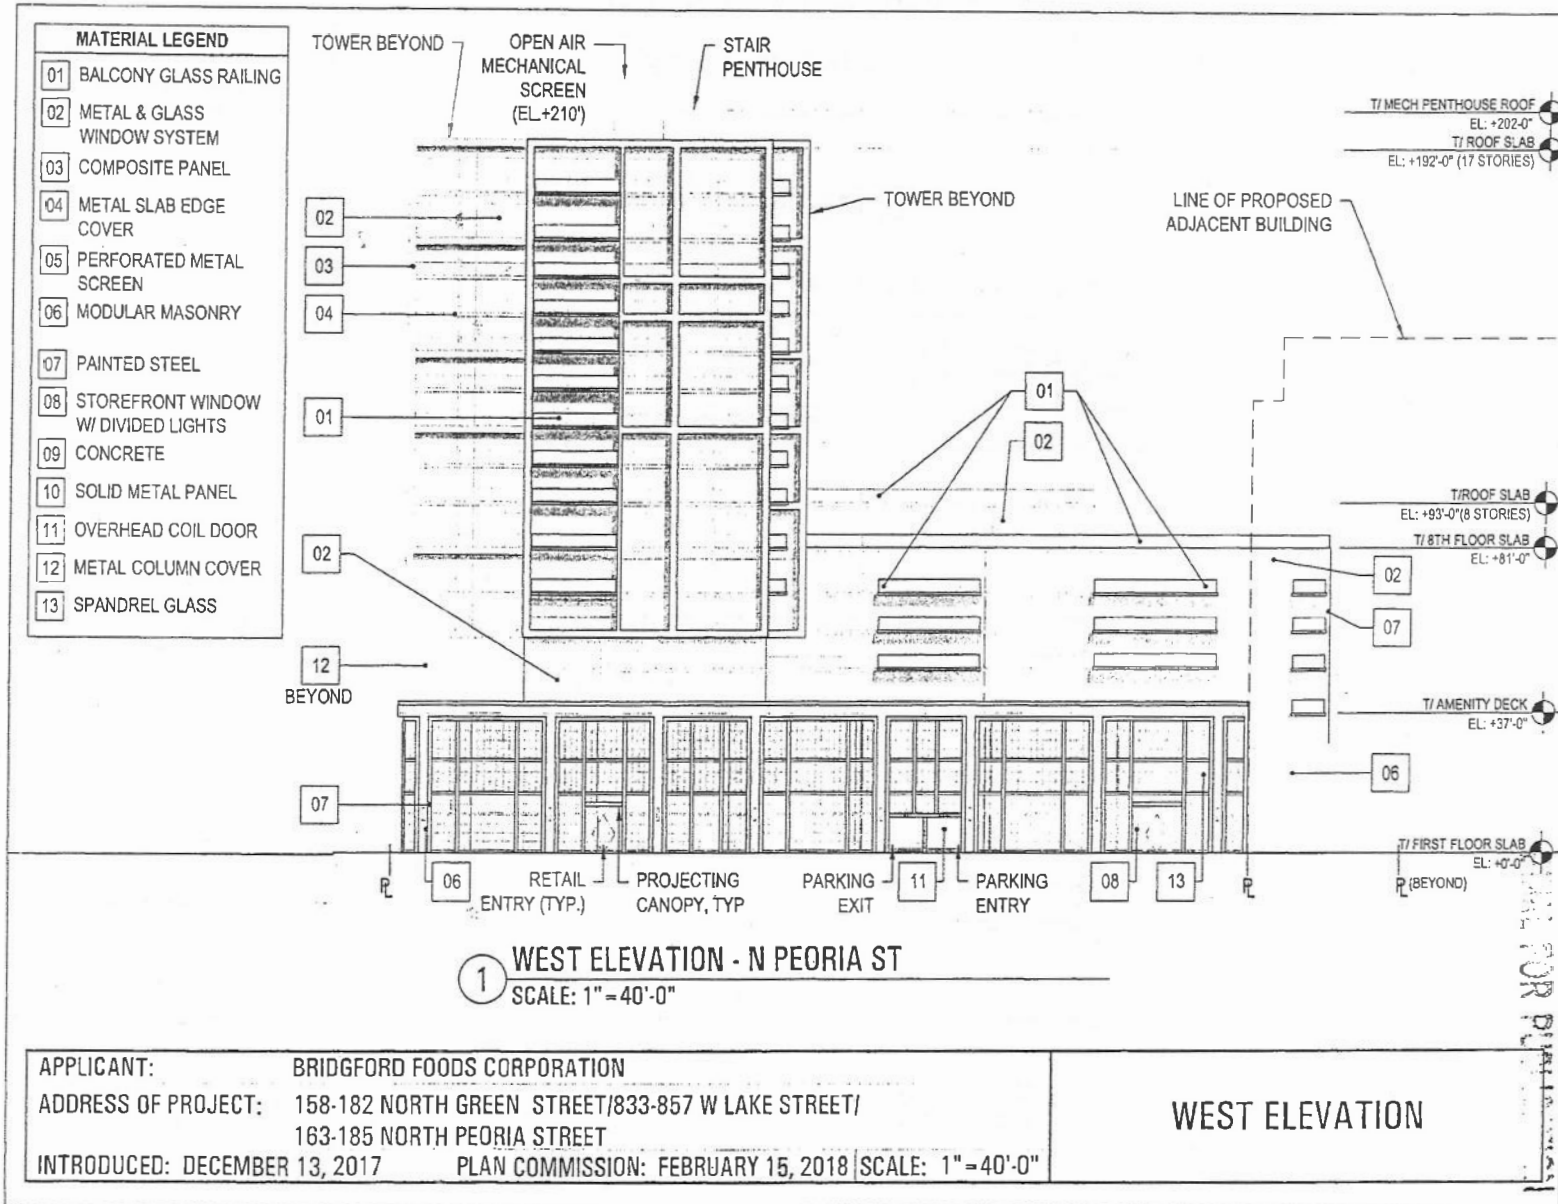 MATERIAL LEGEND
01 BALCONY GLASS RAILING
02 METAL & GLASS
WINDOW SYSTEM
03 COMPOSITE PANEL
04 METAL SLAB EDGE
COVER
05 PERFORATED METAL
SCREEN
06 MODULAR MASONRY
07 PAINTED STEEL
08 STOREFRONT WINDOW
W/ DIVIDED LIGHTS
09 CONCRETE
10 SOLID METAL PANEL
11 OVERHEAD COIL DOOR
12 METAL COLUMN COVER
13 SPANDREL GLASS
TOWER BEYOND
OPEN AIR
MECHANICAL
SCREEN
(EL.+210')
STAIR
PENTHOUSE
T/ MECH PENTHOUSE ROOF
EL: +202-0"
T/ ROOF SLAB
EL: +192'-0" (17 STORIES)
TOWER BEYOND
LINE OF PROPOSED
ADJACENT BUILDING
02
03
04
01
02
12
BEYOND
07
01
02
T/ROOF SLAB
EL: +93'-0"(8 STORIES)
T/ 8TH FLOOR SLAB
EL: +81'-0"
02
07
T/ AMENITY DECK
EL: +37'-0"
06
T/ FIRST FLOOR SLAB
EL: +0'-0"
PL
06
RETAIL
ENTRY (TYP.)
PROJECTING
CANOPY, TYP
PARKING
EXIT
11
PARKING
ENTRY
08
13
PL
PL (BEYOND)
1 WEST ELEVATION - N PEORIA ST
SCALE: 1"=40'-0"
APPLICANT: BRIDGFORD FOODS CORPORATION
ADDRESS OF PROJECT: 158-182 NORTH GREEN STREET/833-857 W LAKE STREET/
163-185 NORTH PEORIA STREET
INTRODUCED: DECEMBER 13, 2017 PLAN COMMISSION: FEBRUARY 15, 2018 SCALE: 1"=40'-0"
WEST ELEVATION
FOR